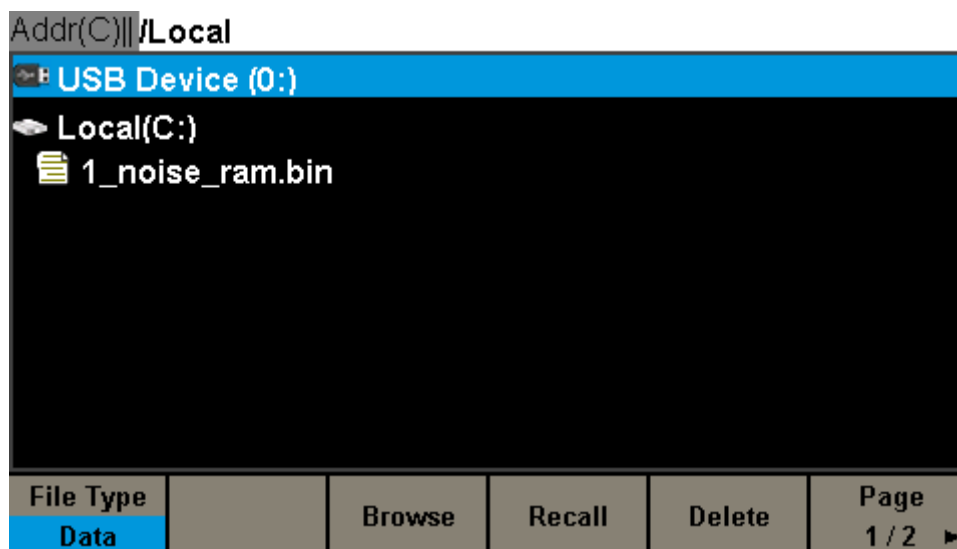 Addr(C)|| /Local
USB Device (0:)
Local(C:)
1_noise_ram.bin
File Type
Data
Browse
Recall
Delete
Page
1/2 ►